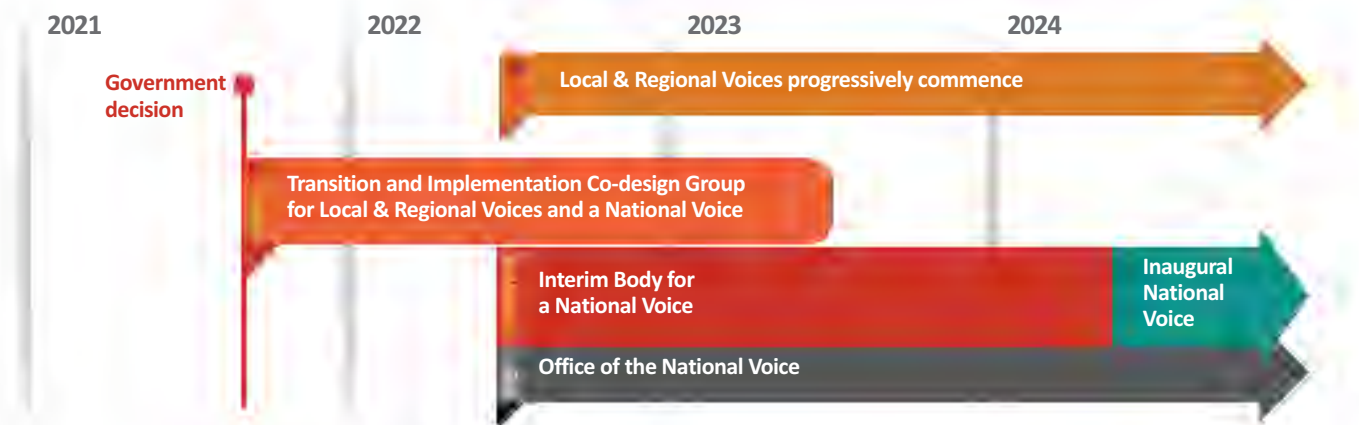 2021
2022
2023
2024
Government
decision
Local & Regional Voices progressively commence
Transition and Implementation Co-design Group
for Local & Regional Voices and a National Voice
Interim Body for
a National Voice
Inaugural
National
Voice
Office of the National Voice